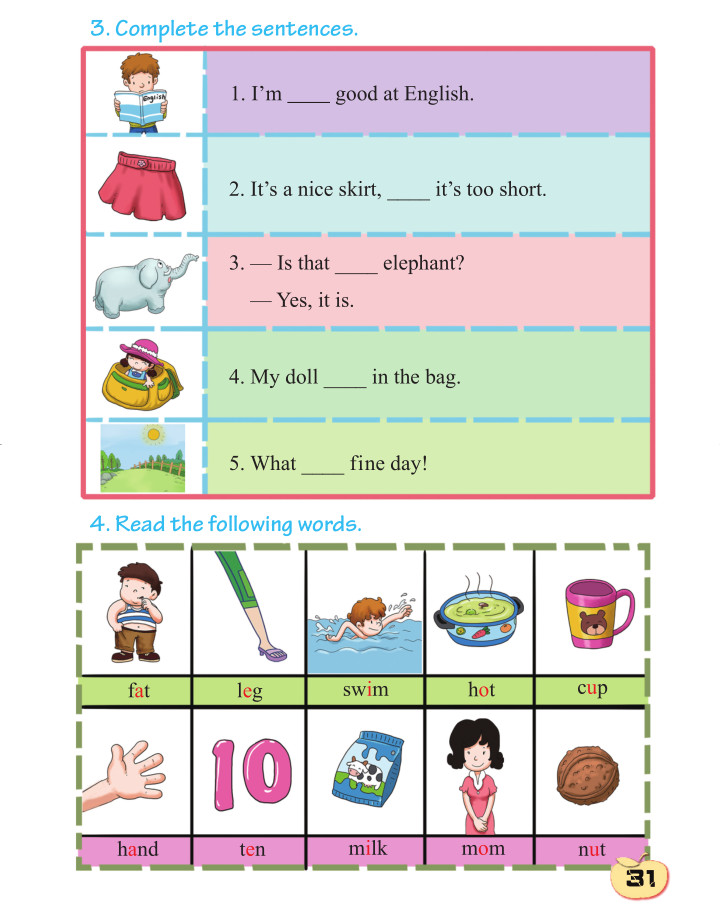 3. Complete the sentences.
English
1. I'm ____ good at English.
2. It's a nice skirt, ____ it's too short.
3. — Is that ____ elephant?
— Yes, it is.
4. My doll ____ in the bag.
5. What ____ fine day!
4. Read the following words.
fat leg swim hot cup
10
hand ten milk mom nut
31